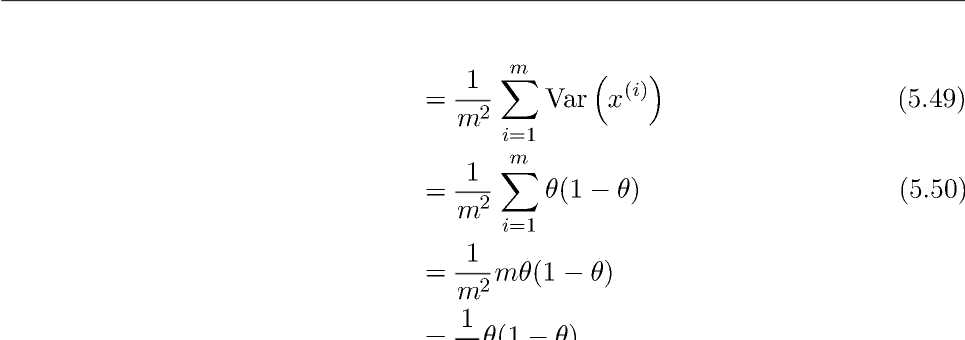 = \frac{1}{m^2} \sum_{i=1}^{m} \mathrm{Var}\left(x^{(i)}\right) (5.49)
= \frac{1}{m^2} \sum_{i=1}^{m} \theta(1 - \theta) (5.50)
= \frac{1}{m^2} m\theta(1 - \theta)
= \frac{1}{} \theta(1 - \theta)